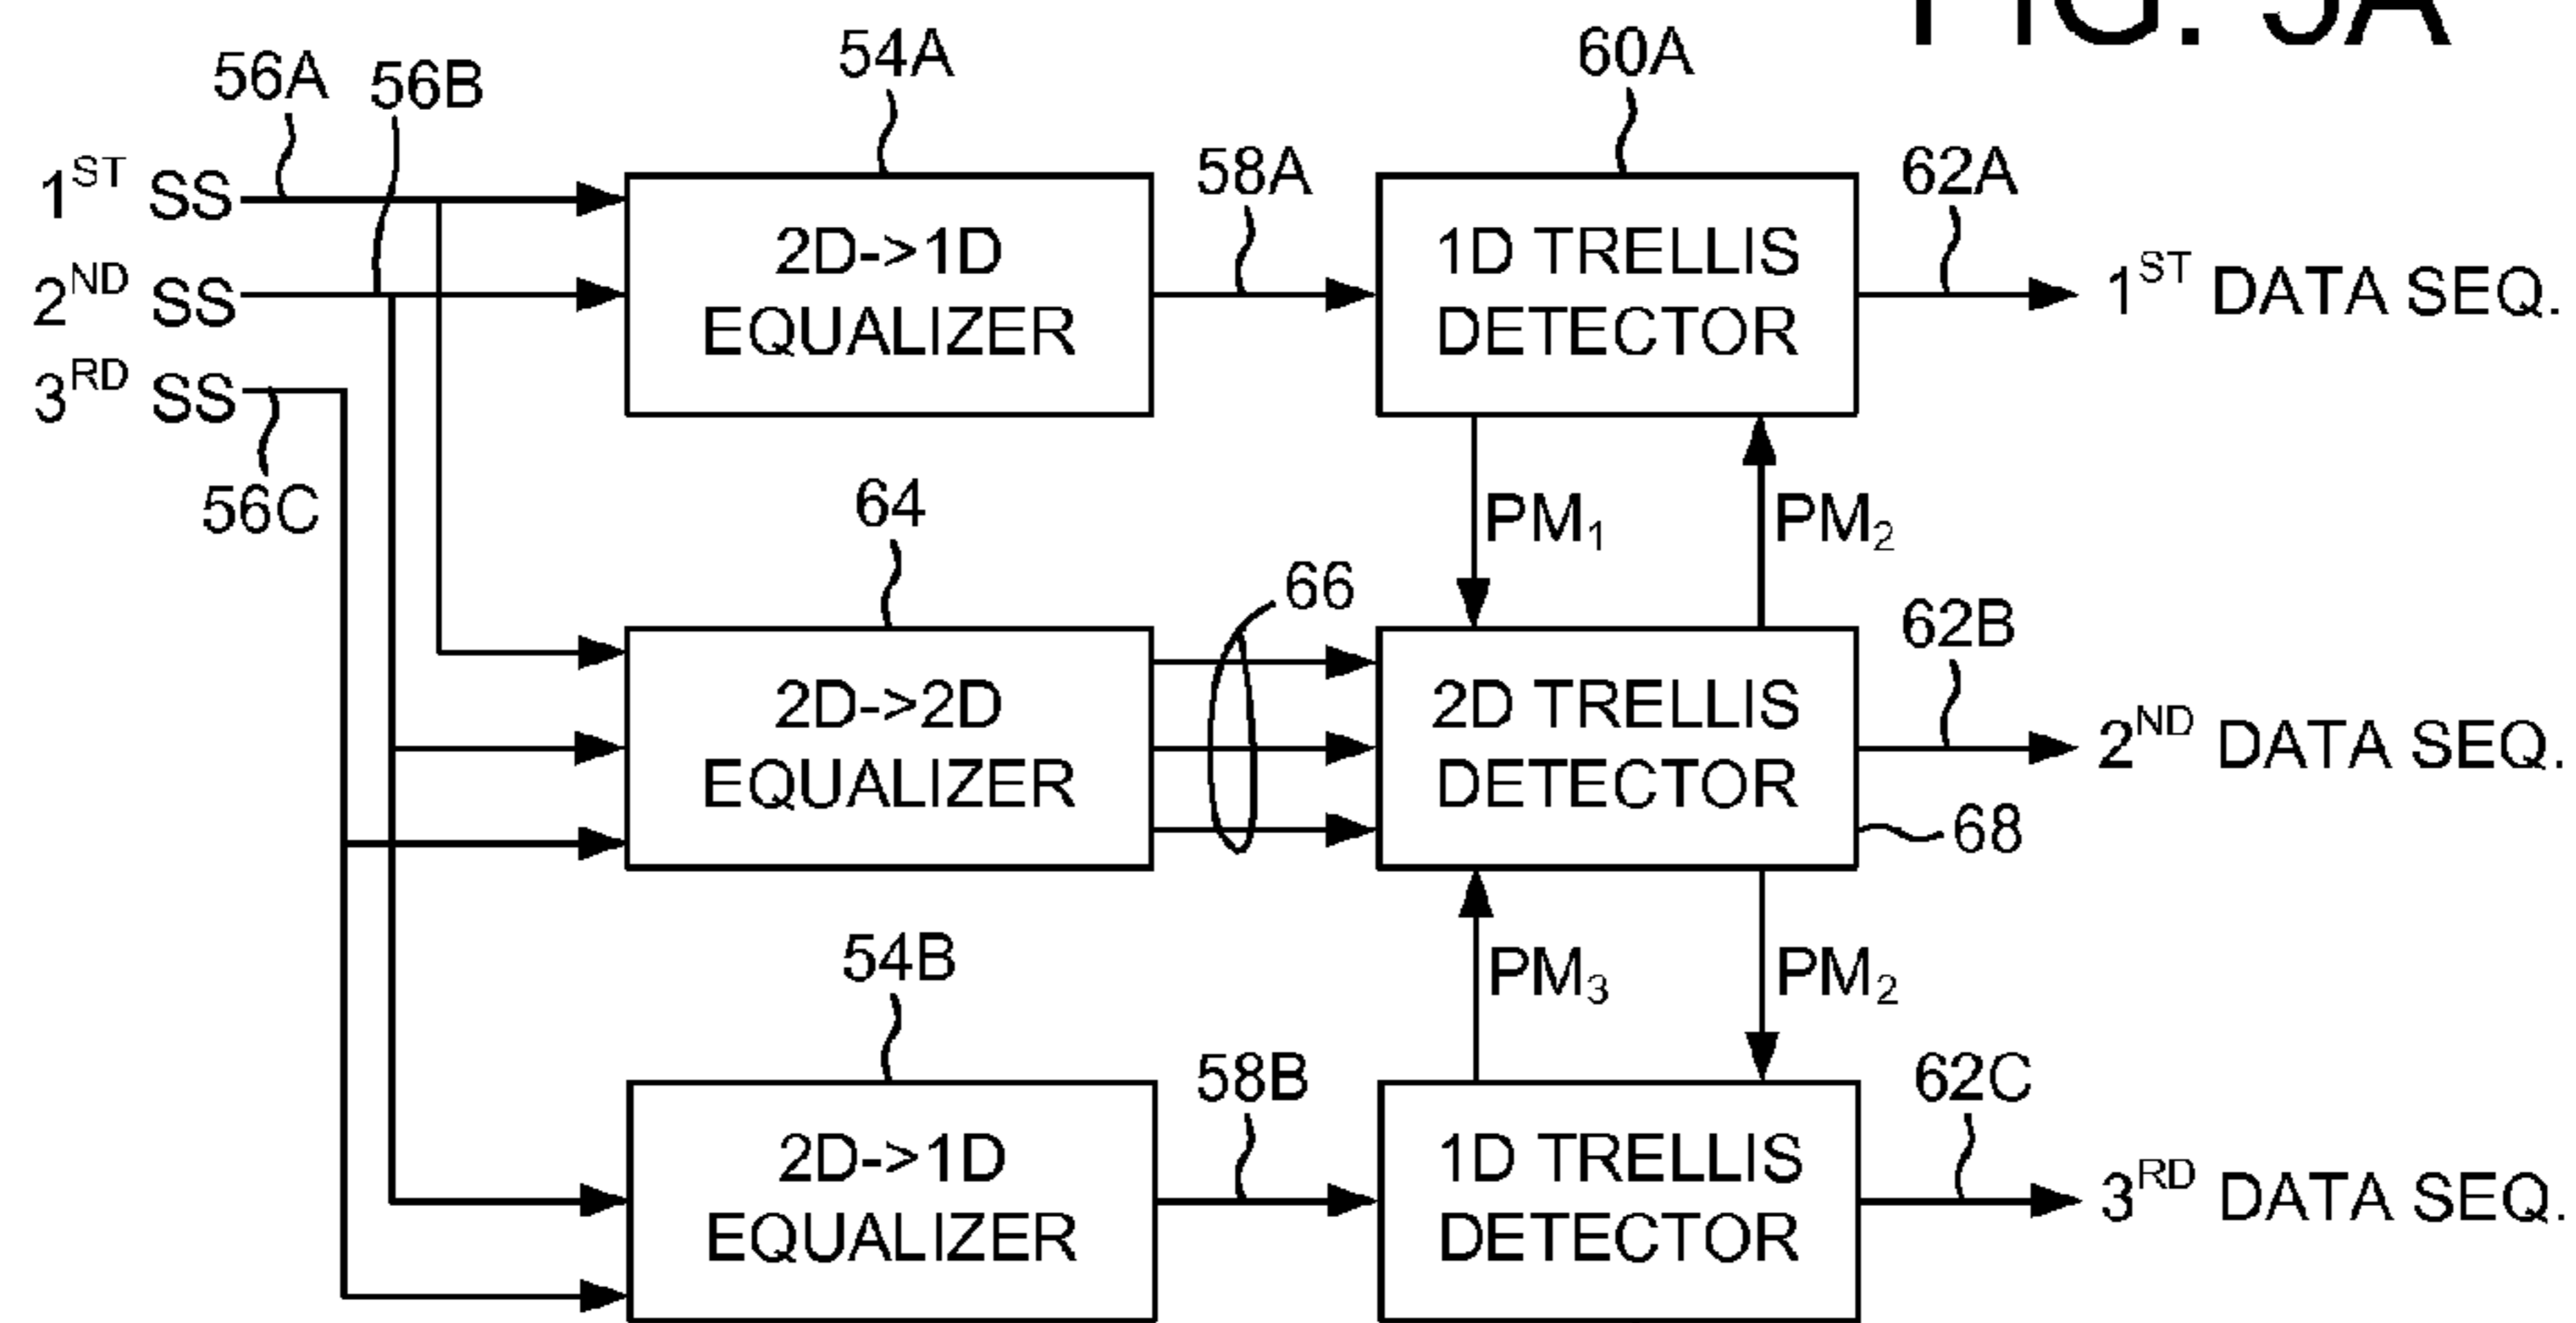 FIG. 5A
56A
56B
54A
60A
1ST SS
2ND SS
3RD SS
56C
2D->1D
EQUALIZER
58A
1D TRELLIS
DETECTOR
62A
1ST DATA SEQ.
PM1
PM2
64
2D->2D
EQUALIZER
66
2D TRELLIS
DETECTOR
62B
2ND DATA SEQ.
68
PM3
PM2
54B
2D->1D
EQUALIZER
58B
1D TRELLIS
DETECTOR
62C
3RD DATA SEQ.